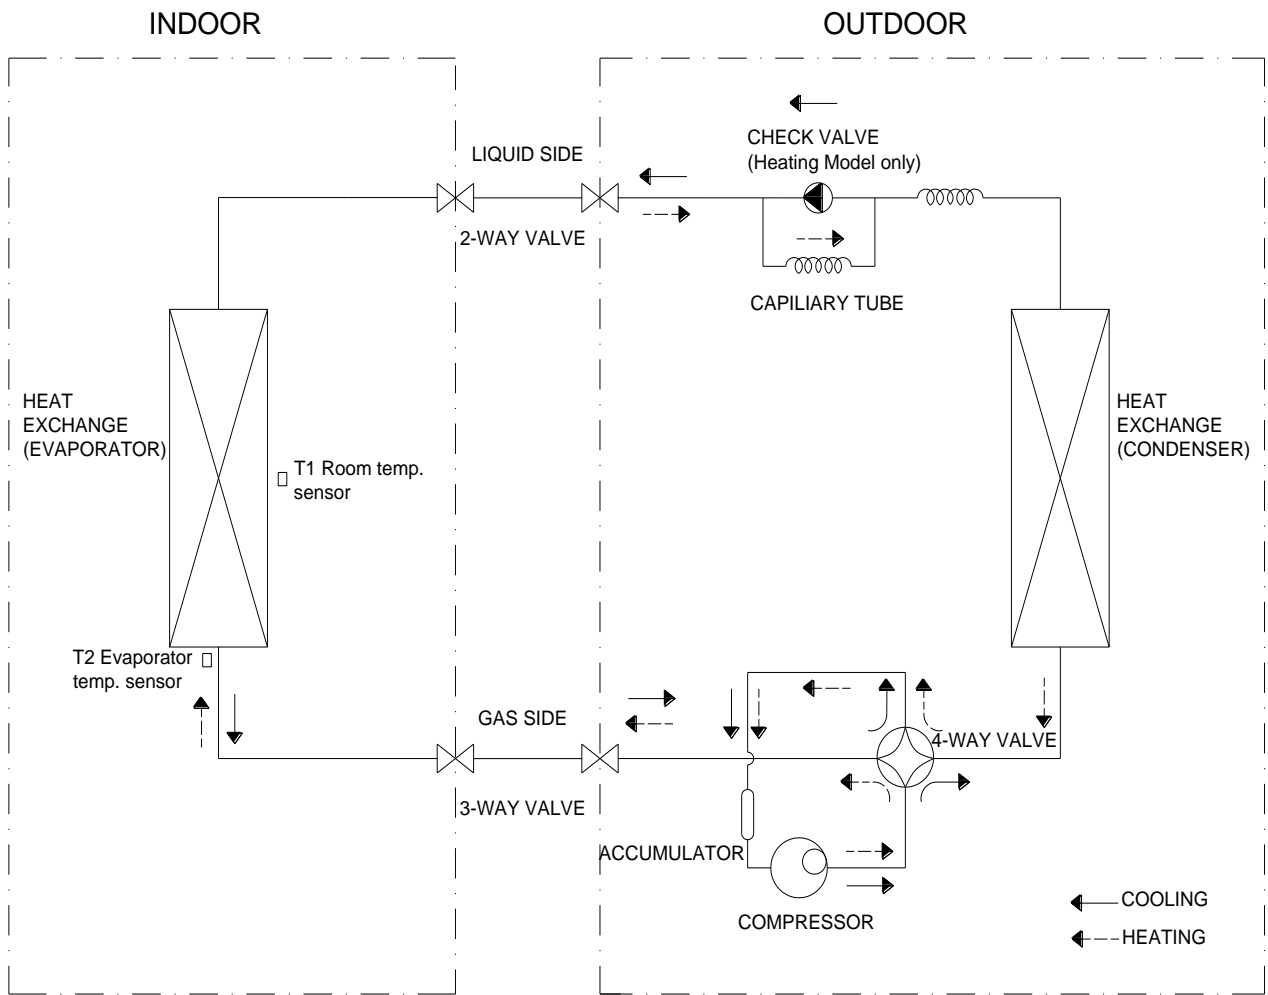 INDOOR
OUTDOOR
CHECK VALVE
(Heating Model only)
LIQUID SIDE
2-WAY VALVE
CAPILIARY TUBE
HEAT
EXCHANGE
(EVAPORATOR)
T1 Room temp.
sensor
HEAT
EXCHANGE
(CONDENSER)
T2 Evaporator
temp. sensor
GAS SIDE
4-WAY VALVE
3-WAY VALVE
ACCUMULATOR
COMPRESSOR
COOLING
HEATING